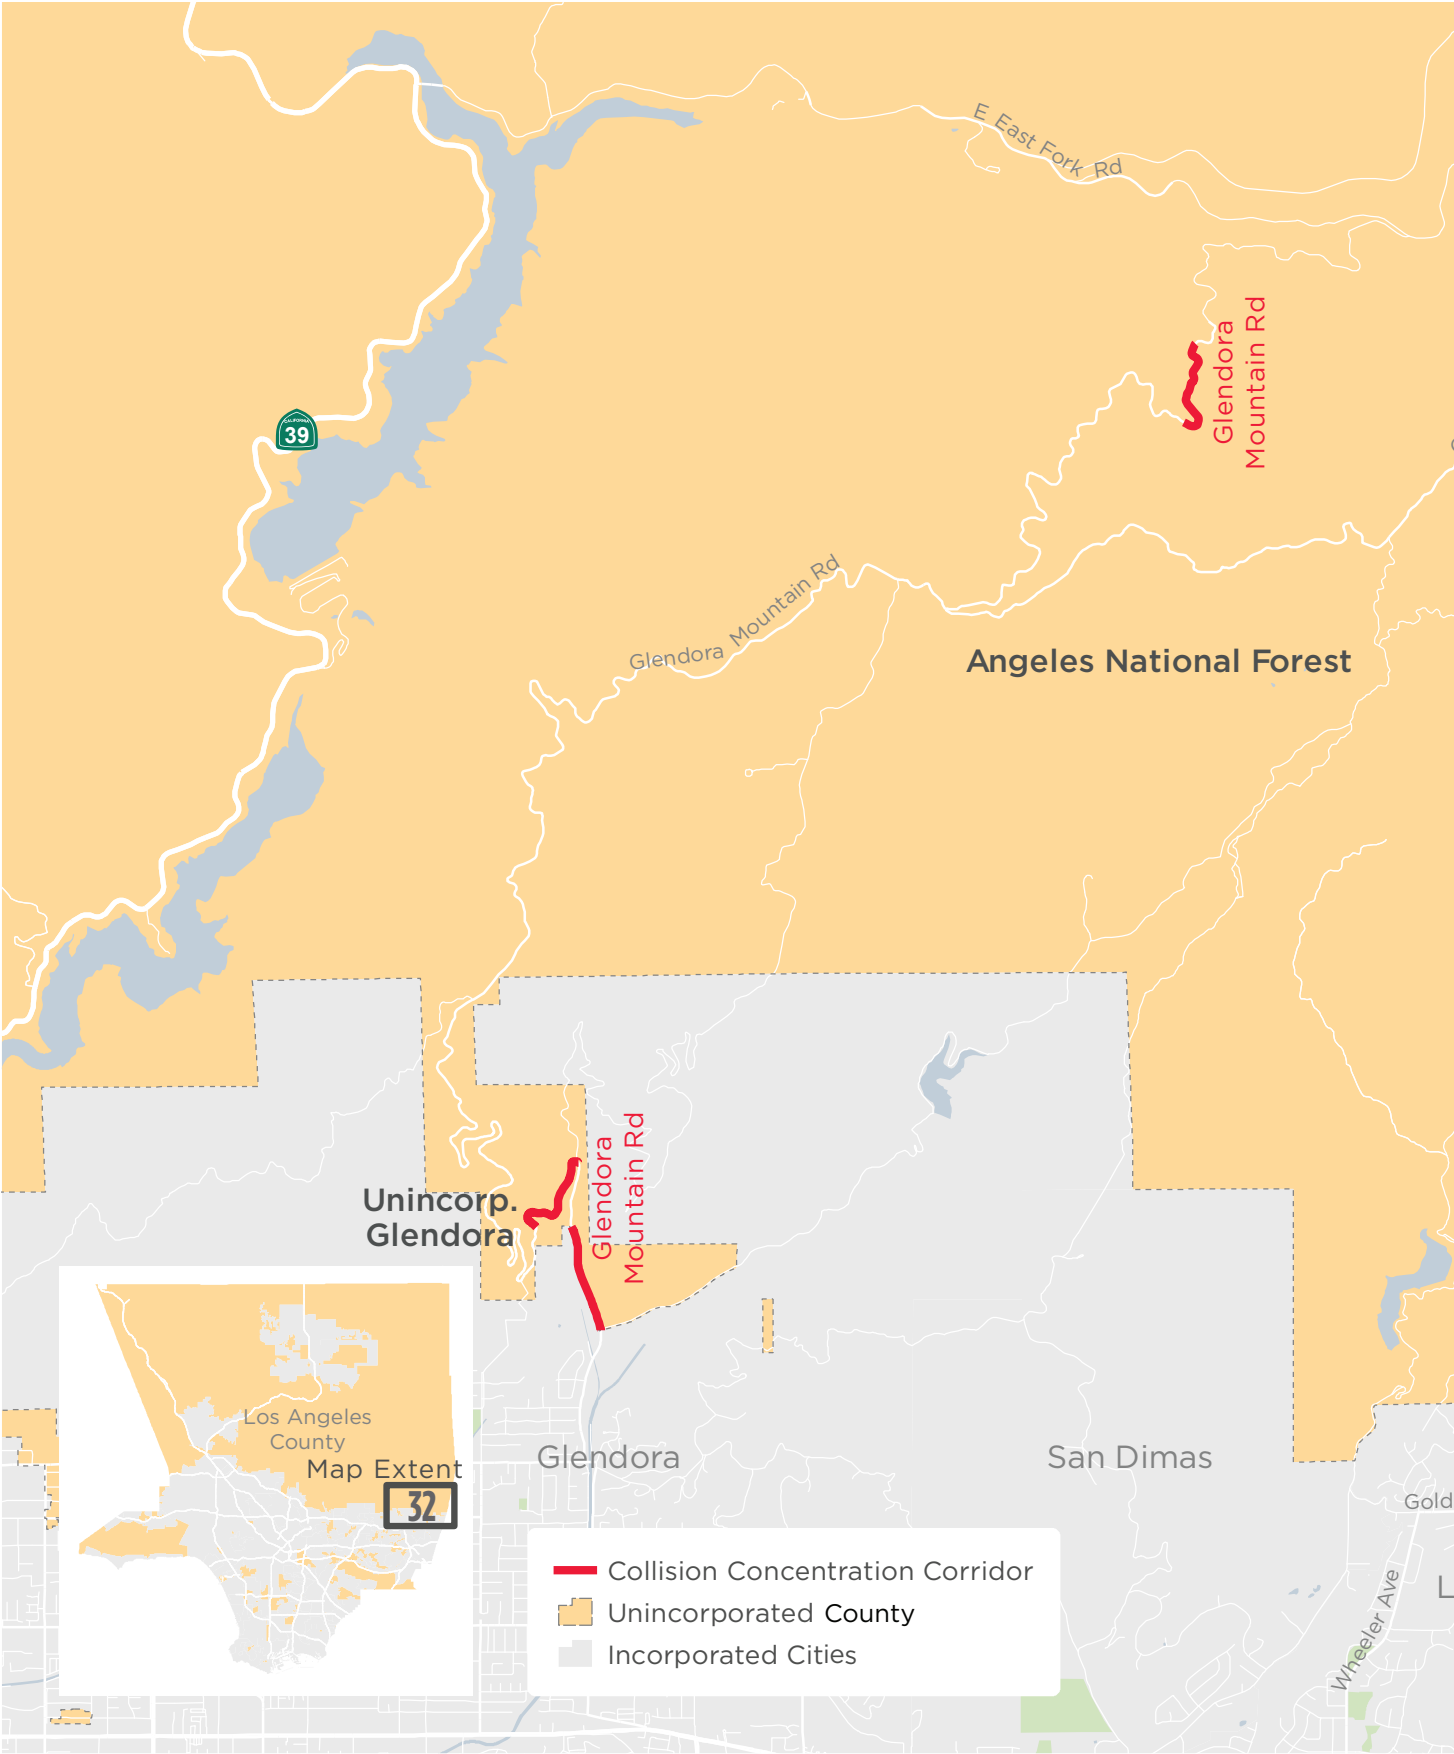 E East Fork Rd
Glendora
Mountain Rd
CALIFORNIA
39
Glendora Mountain Rd
Angeles National Forest
Glendora
Mountain Rd
Unincorp.
Glendora
Los Angeles
County
Map Extent
32
Glendora
San Dimas
Gold
L
Wheeler Ave
Collision Concentration Corridor
Unincorporated County
Incorporated Cities